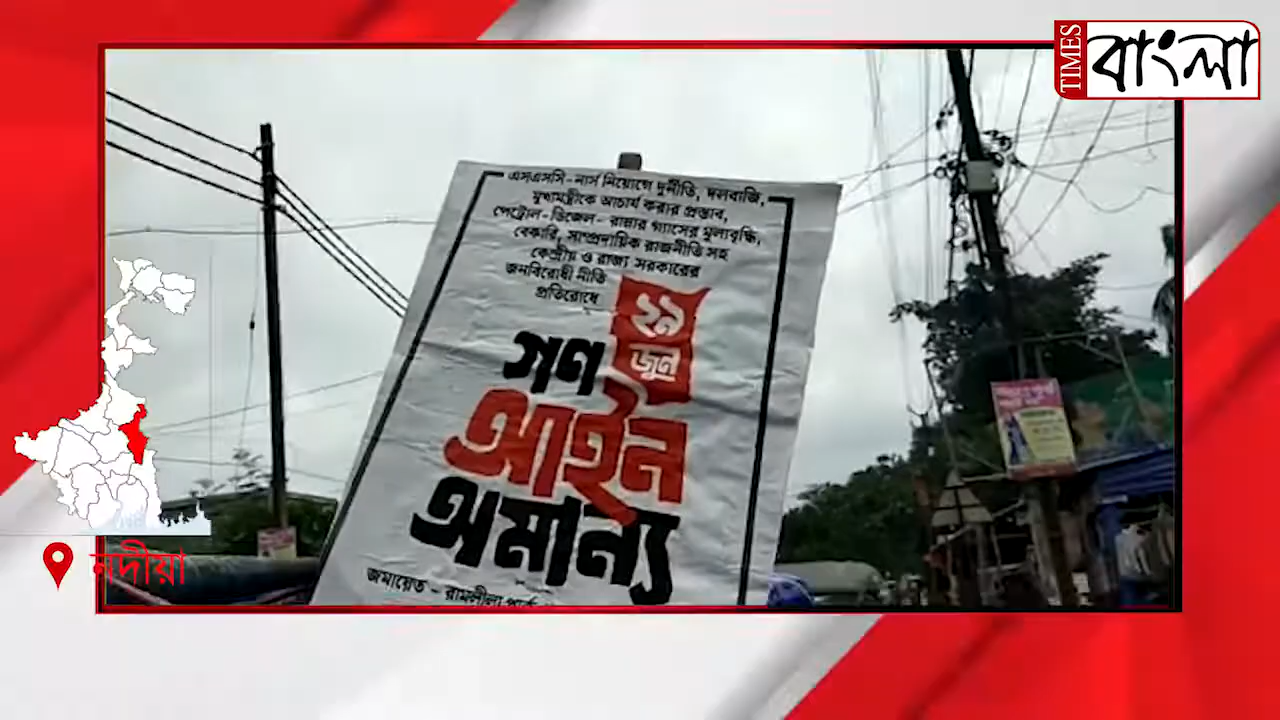 TIMES বাংলা
এসএসসি-নার্স নিয়োগে দুর্নীতি, দলবাজি,
মুখ্যমন্ত্রীকে আচার্য করার প্রস্তাব,
পেট্রোল-ডিজেল-রান্নার গ্যাসের মূল্যবৃদ্ধি,
বেকারি, সাম্প্রদায়িক রাজনীতি সহ
কেন্দ্রীয় ও রাজ্য সরকারের
জনবিরোধী নীতি
প্রতিরোধে
২৯
জুন
গণ
আইন
অমান্য
জমায়েত - রামলীলা পার্ক
নদীয়া